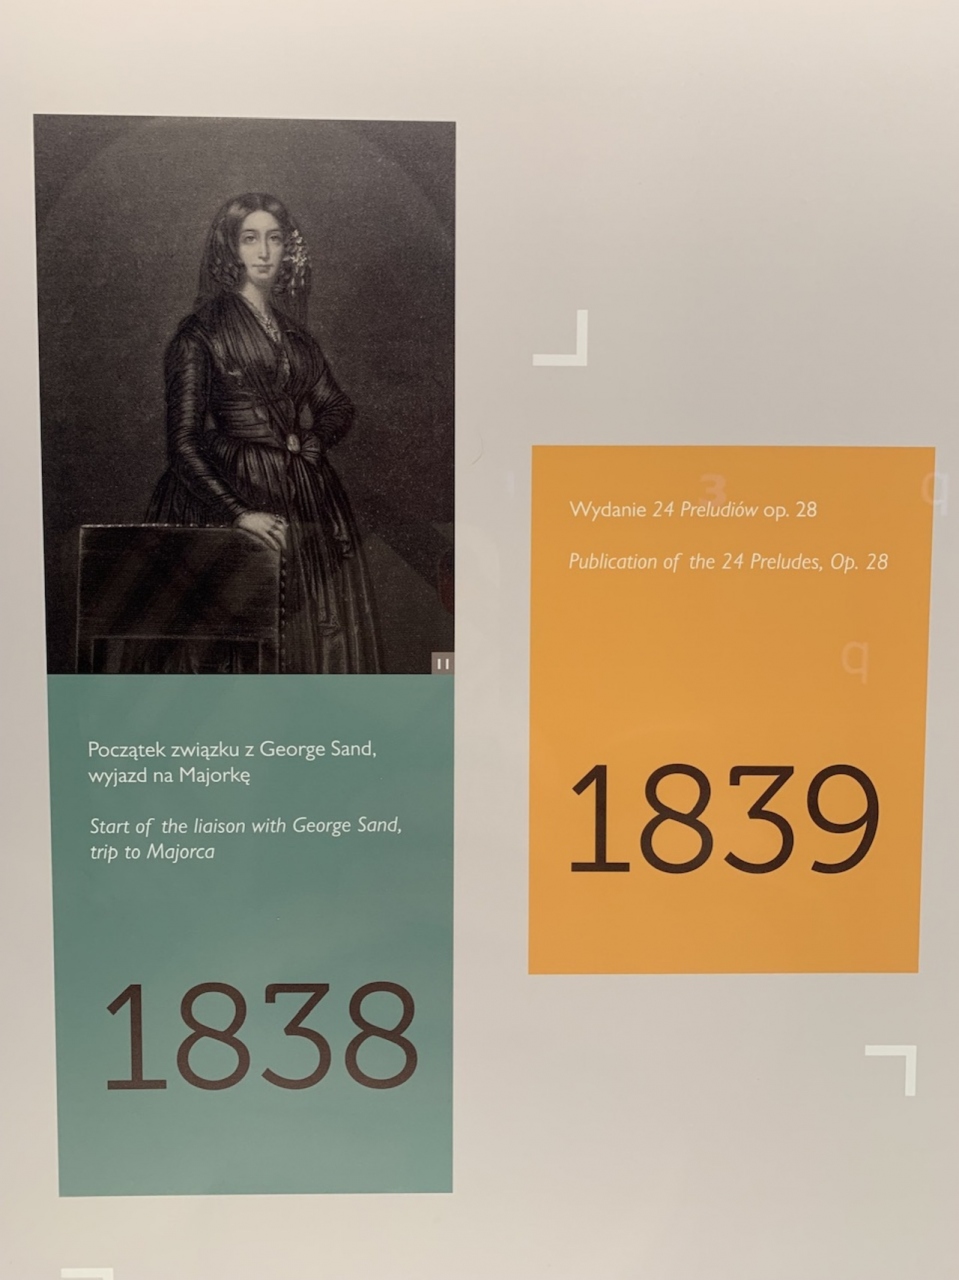 11
Początek związku z George Sand,
wyjazd na Majorkę
Start of the liaison with George Sand,
trip to Majorca
1838
Wydanie 24 Preludiów op. 28
Publication of the 24 Preludes, Op. 28
1839